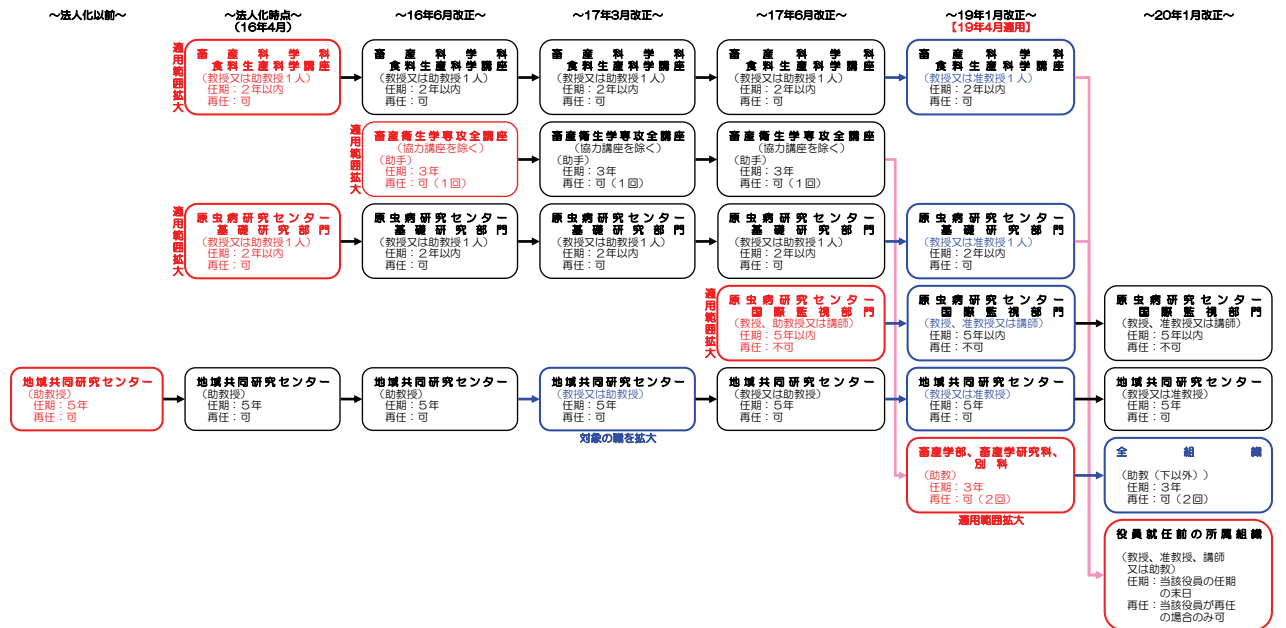 ～法人化以前～
～法人化時点～
（16年4月）
～16年6月改正～
～17年3月改正～
～17年6月改正～
～19年1月改正～
【19年4月適用】
～20年1月改正～
適用範囲拡大
畜産科学科
食料生産科学講座
（教授又は助教授１人）
任期：２年以内
再任：可
畜産科学科
食料生産科学講座
（教授又は助教授１人）
任期：２年以内
再任：可
畜産科学科
食料生産科学講座
（教授又は助教授１人）
任期：２年以内
再任：可
畜産科学科
食料生産科学講座
（教授又は助教授１人）
任期：２年以内
再任：可
畜産科学科
食料生産科学講座
（教授又は准教授１人）
任期：２年以内
再任：可
適用範囲拡大
畜産衛生学専攻全講座
（協力講座を除く）
（助手）
任期：３年
再任：可（１回）
畜産衛生学専攻全講座
（協力講座を除く）
（助手）
任期：３年
再任：可（１回）
畜産衛生学専攻全講座
（協力講座を除く）
（助手）
任期：３年
再任：可（１回）
適用範囲拡大
原虫病研究センター
基礎研究部門
（教授又は助教授１人）
任期：２年以内
再任：可
原虫病研究センター
基礎研究部門
（教授又は助教授１人）
任期：２年以内
再任：可
原虫病研究センター
基礎研究部門
（教授又は助教授１人）
任期：２年以内
再任：可
原虫病研究センター
基礎研究部門
（教授又は助教授１人）
任期：２年以内
再任：可
原虫病研究センター
基礎研究部門
（教授又は准教授１人）
任期：２年以内
再任：可
適用範囲拡大
原虫病研究センター
国際監視部門
（教授、助教授又は講師）
任期：５年以内
再任：不可
原虫病研究センター
国際監視部門
（教授、准教授又は講師）
任期：５年以内
再任：不可
原虫病研究センター
国際監視部門
（教授、准教授又は講師）
任期：５年以内
再任：不可
地域共同研究センター
（助教授）
任期：５年
再任：可
地域共同研究センター
（助教授）
任期：５年
再任：可
地域共同研究センター
（助教授）
任期：５年
再任：可
地域共同研究センター
（教授又は助教授）
任期：５年
再任：可
対象の職を拡大
地域共同研究センター
（教授又は助教授）
任期：５年
再任：可
地域共同研究センター
（教授又は准教授）
任期：５年
再任：可
地域共同研究センター
（教授又は准教授）
任期：５年
再任：可
畜産学部、畜産学研究科、
別科
（助教）
任期：３年
再任：可（２回）
適用範囲拡大
全組織
（助教（下以外））
任期：３年
再任：可（２回）
役員就任前の所属組織
（教授、准教授、講師
又は助教）
任期：当該役員の任期
の末日
再任：当該役員が再任
の場合のみ可